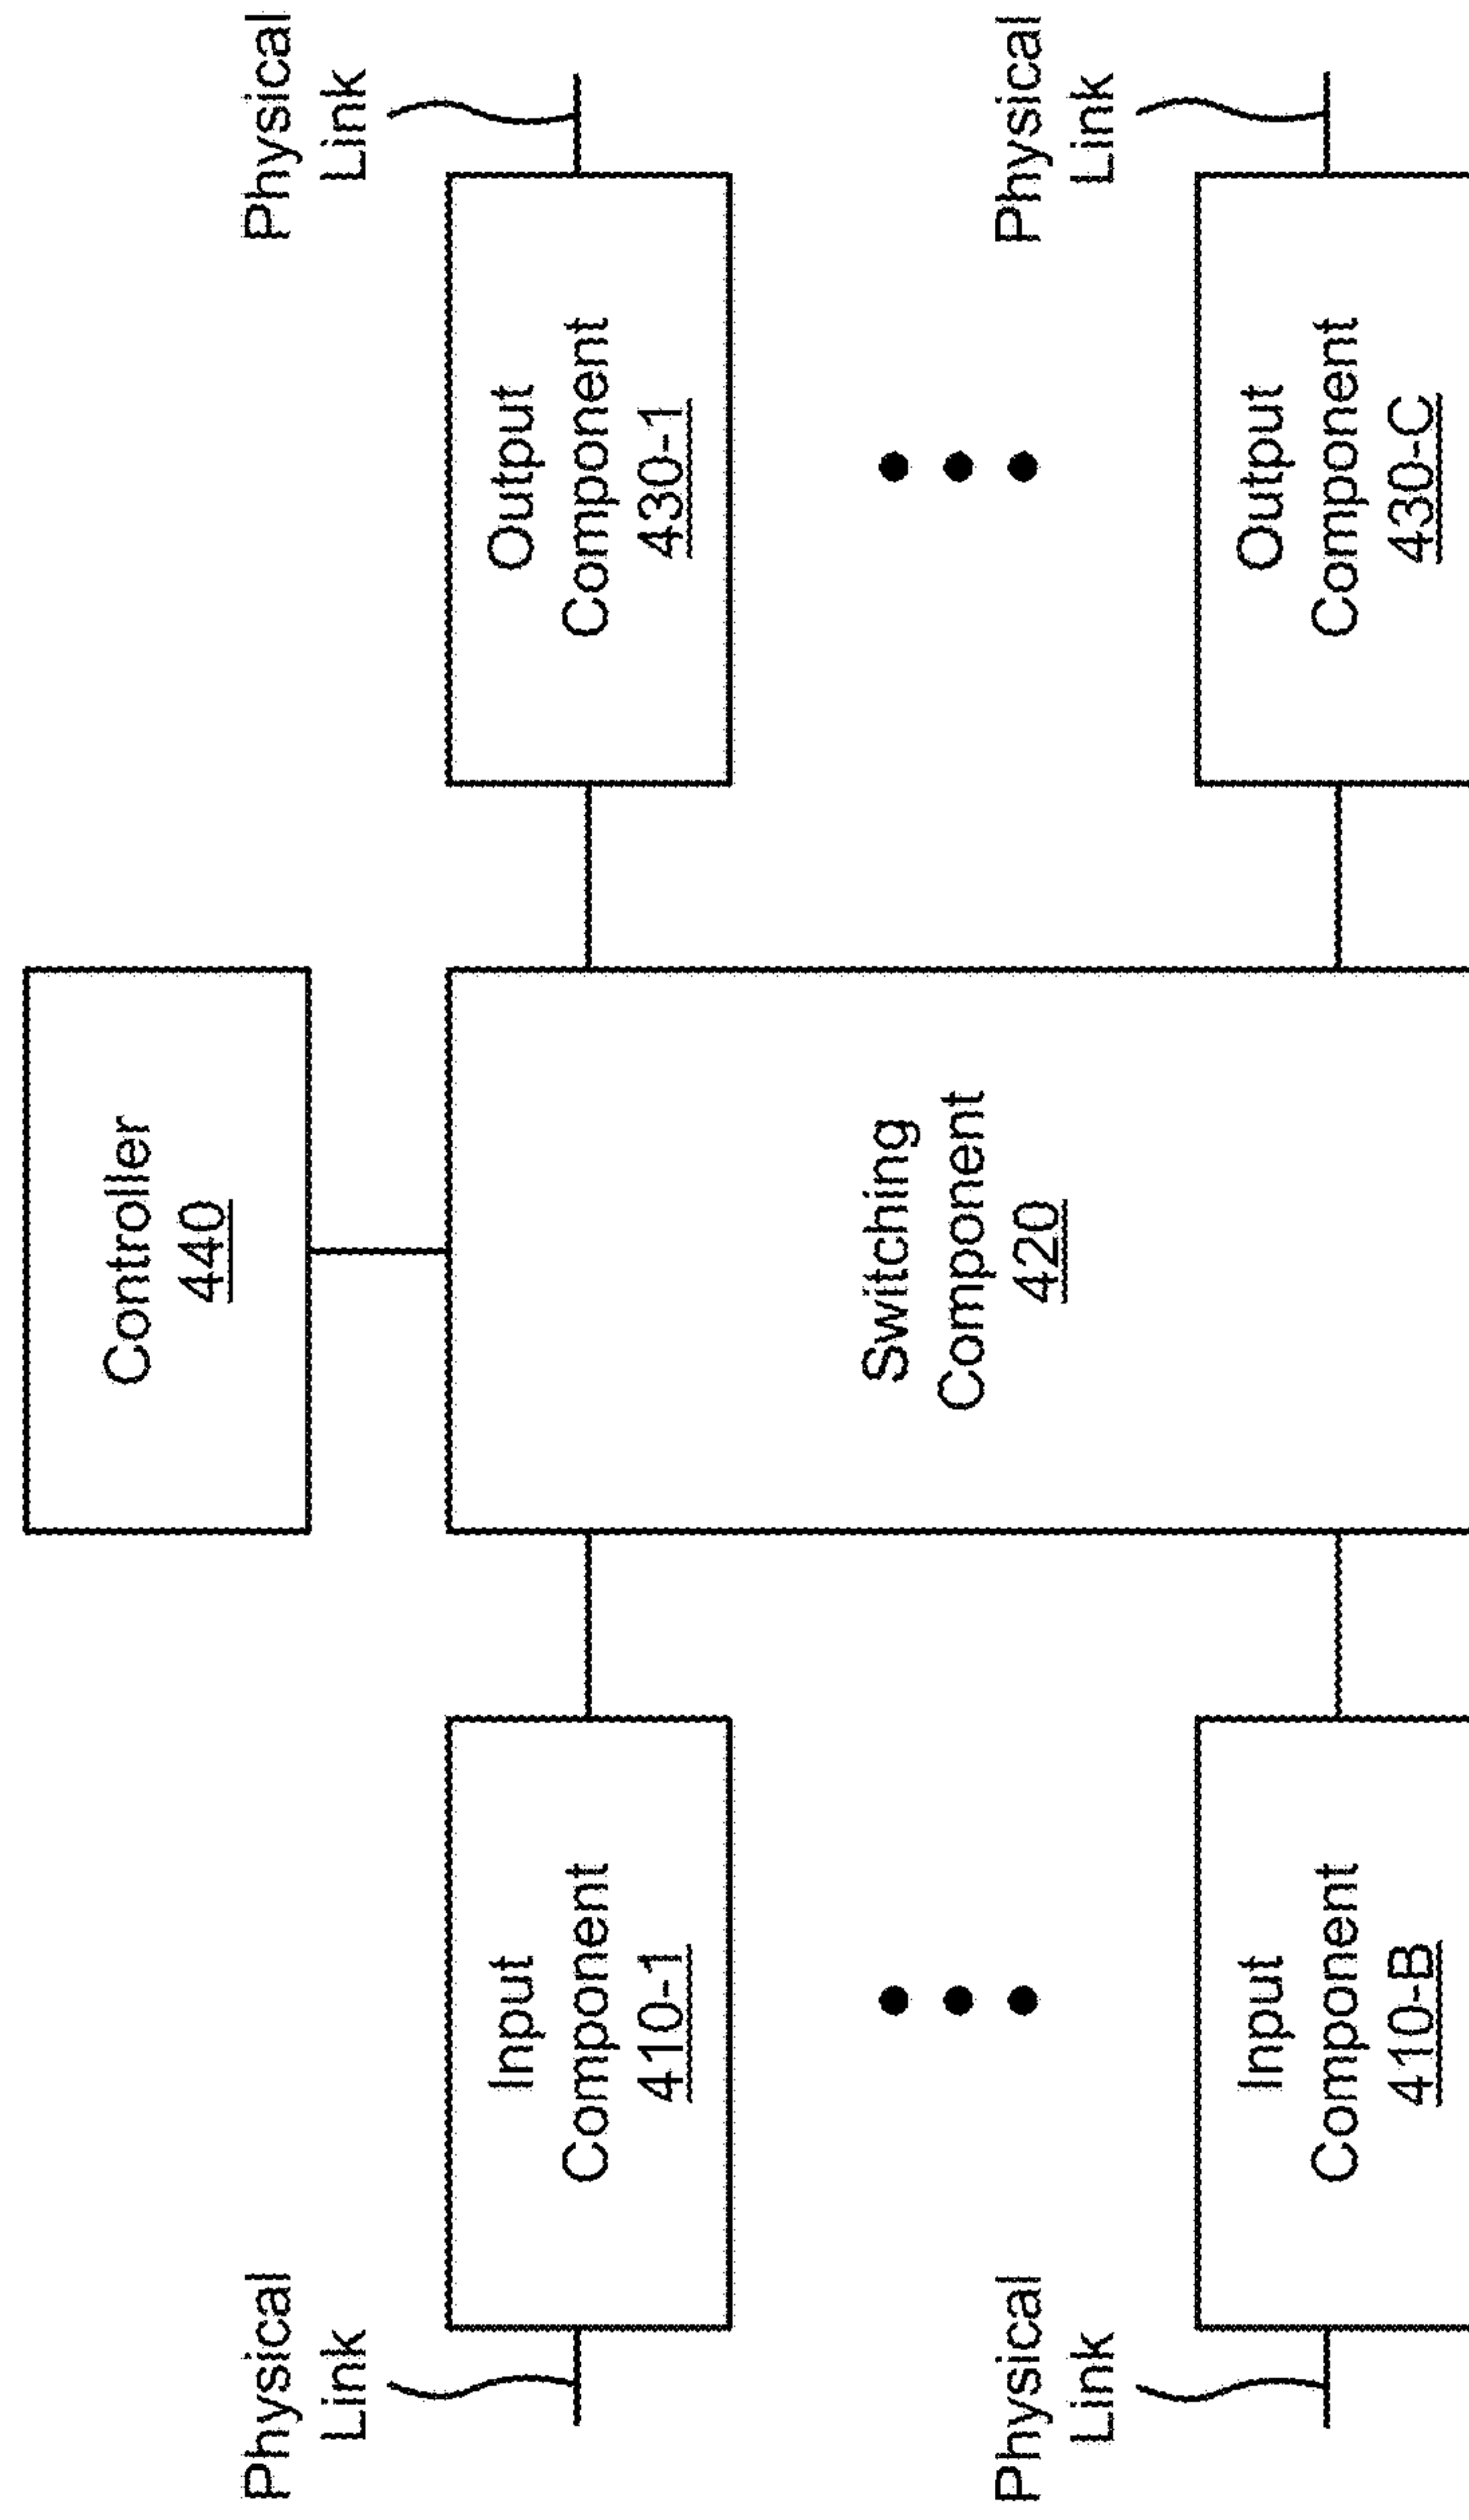 Controller
440
Physical
Link
Input
Component
410-1
Switching
Component
420
Output
Component
430-1
Physical
Link
Physical
Link
Input
Component
410-B
Output
Component
430-C
Physical
Link